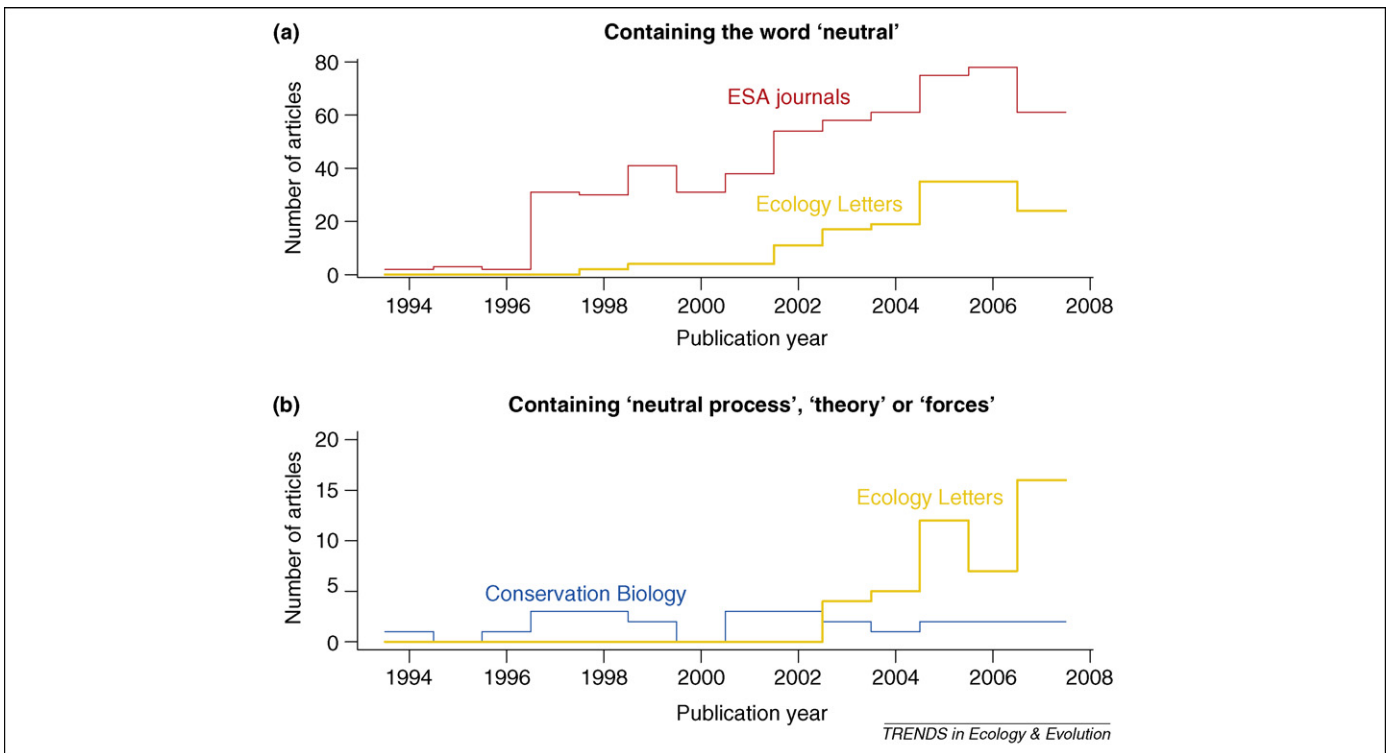 (a) Containing the word ‘neutral’
80
60
40
20
0
Number of articles
ESA journals
Ecology Letters
1994 1996 1998 2000 2002 2004 2006 2008
Publication year
(b) Containing ‘neutral process’, ‘theory’ or ‘forces’
20
15
10
5
0
Number of articles
Ecology Letters
Conservation Biology
1994 1996 1998 2000 2002 2004 2006 2008
Publication year
TRENDS in Ecology & Evolution